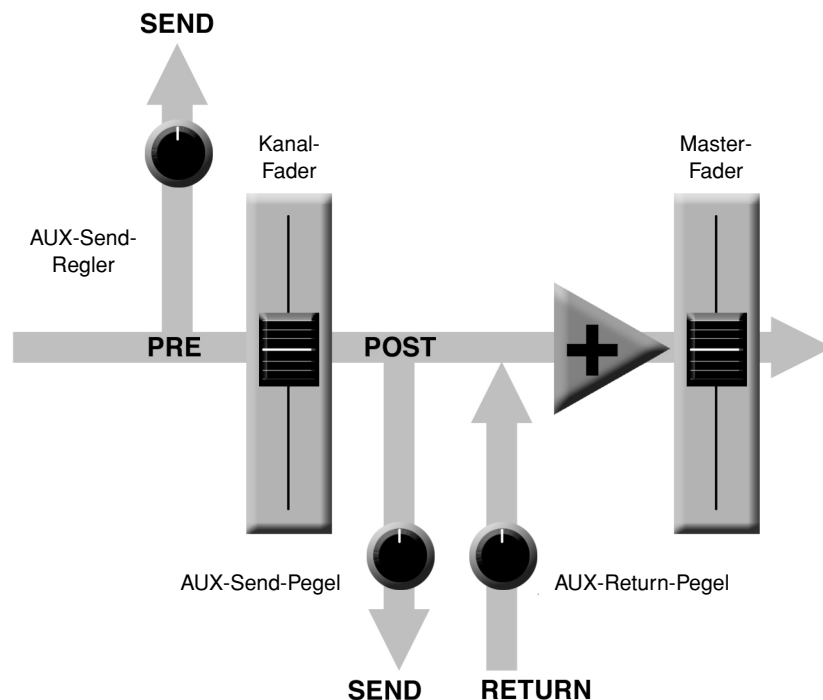 SEND
Kanal-
Fader
Master-
Fader
AUX-Send-
Regler
PRE
POST
AUX-Send-Pegel
AUX-Return-Pegel
SEND
RETURN